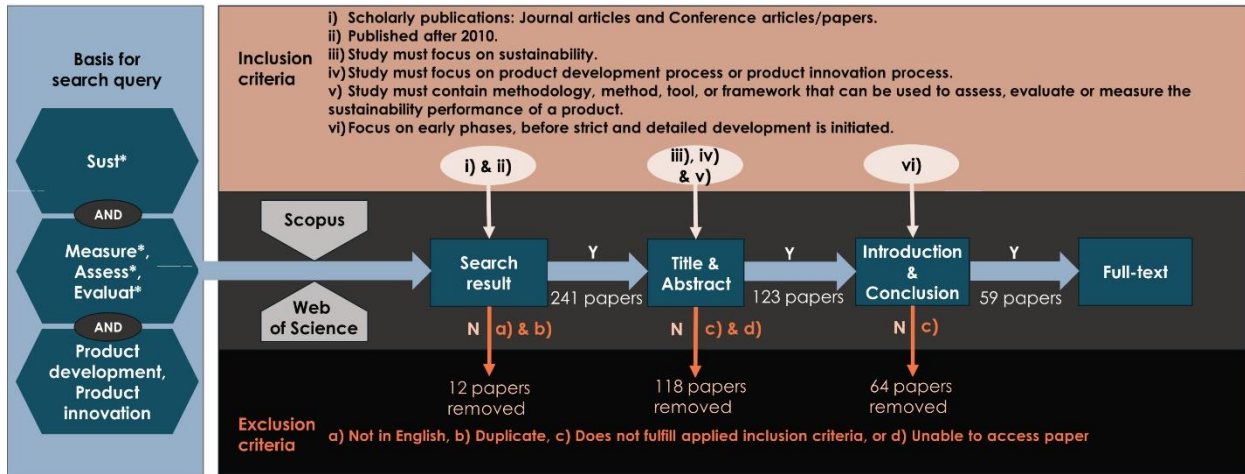 Basis for
search query
Sust*
AND
Measure*,
Assess*,
Evaluat*
AND
Product
development,
Product
innovation
Inclusion
criteria
i) Scholarly publications: Journal articles and Conference articles/papers.
ii) Published after 2010.
iii) Study must focus on sustainability.
iv) Study must focus on product development process or product innovation process.
v) Study must contain methodology, method, tool, or framework that can be used to assess, evaluate or measure the
sustainability performance of a product.
vi) Focus on early phases, before strict and detailed development is initiated.
i) & ii)
iii), iv)
& v)
vi)
Scopus
Web
of Science
Search
result
Y
241 papers
Title &
Abstract
Y
123 papers
Introduction
&
Conclusion
Y
59 papers
Full-text
N a) & b)
N c) & d)
N c)
12 papers
removed
118 papers
removed
64 papers
removed
Exclusion
criteria
a) Not in English, b) Duplicate, c) Does not fulfill applied inclusion criteria, or d) Unable to access paper